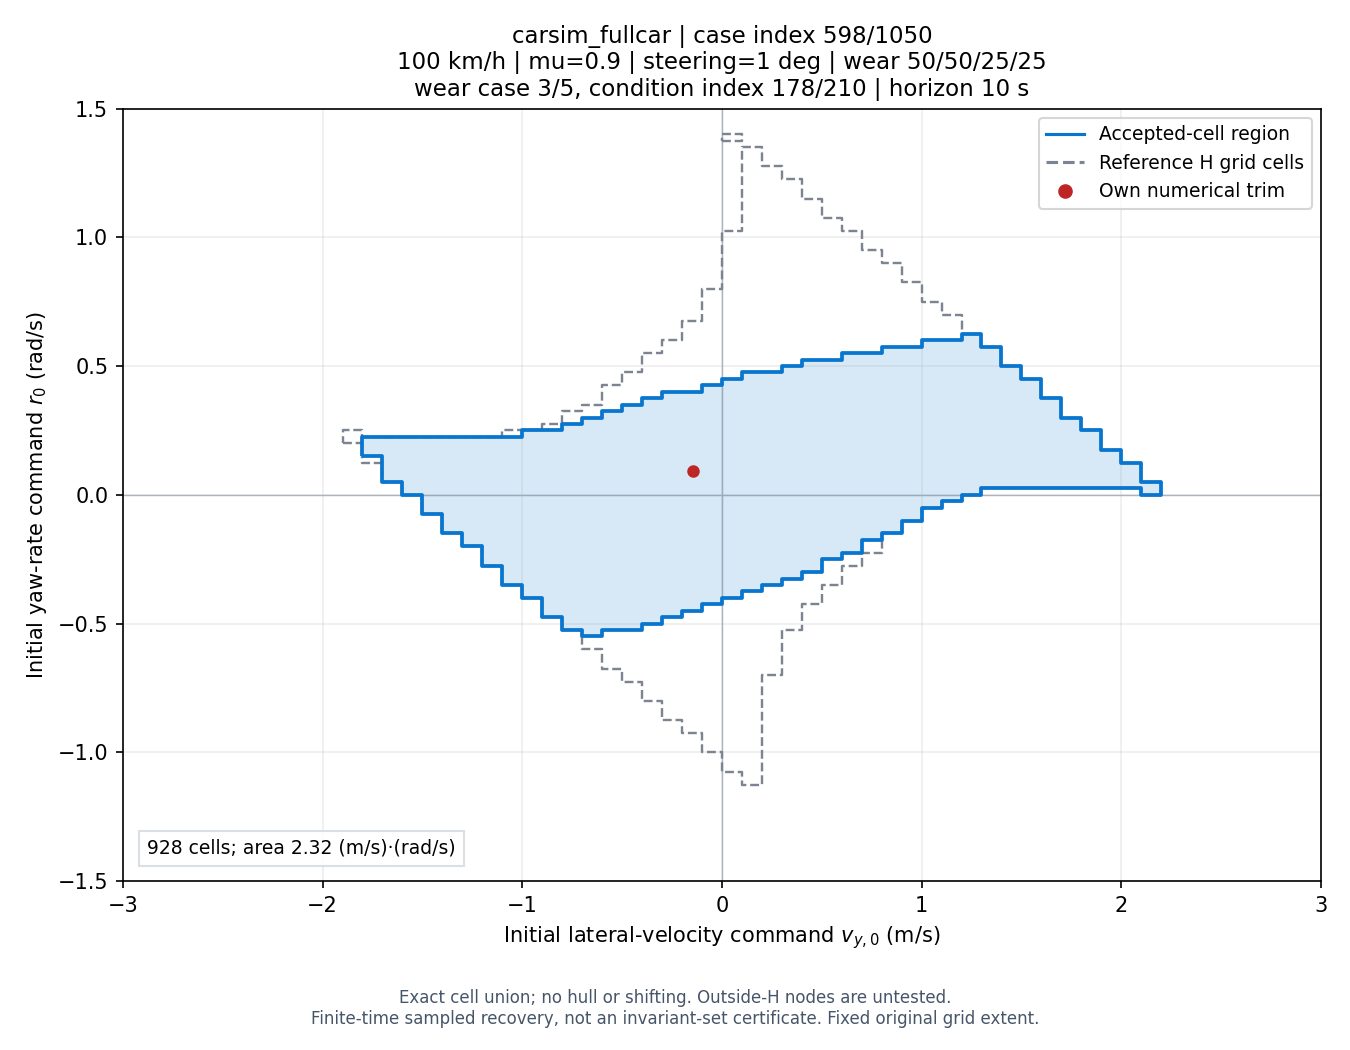 carsim_fullcar | case index 598/1050
100 km/h | mu=0.9 | steering=1 deg | wear 50/50/25/25
wear case 3/5, condition index 178/210 | horizon 10 s
1.5
1.0
0.5
0.0
−0.5
−1.0
−1.5
Initial yaw-rate command r₀ (rad/s)
Accepted-cell region
Reference H grid cells
Own numerical trim
928 cells; area 2.32 (m/s)·(rad/s)
−3
−2
−1
0
1
2
3
Initial lateral-velocity command v_{y,0} (m/s)
Exact cell union; no hull or shifting. Outside-H nodes are untested.
Finite-time sampled recovery, not an invariant-set certificate. Fixed original grid extent.